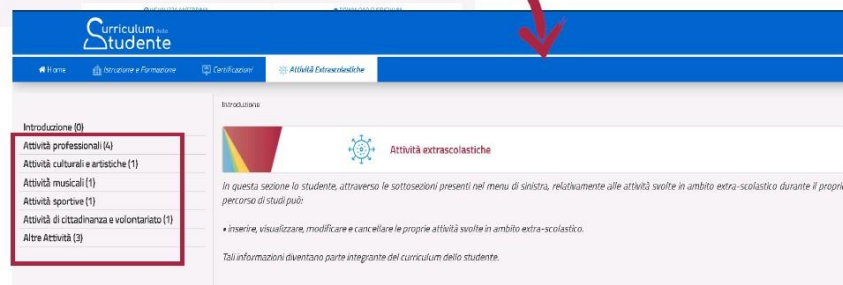 Curriculum dello
Studente
Home Istruzione e Formazione Certificazioni Attività Extrascolastiche
Introduzione
Introduzione (0)
Attività professionali (4)
Attività culturali e artistiche (1)
Attività musicali (1)
Attività sportive (1)
Attività di cittadinanza e volontariato (1)
Altre Attività (3)
Attività extrascolastiche
In questa sezione lo studente, attraverso le sottosezioni presenti nel menu di sinistra, relativamente alle attività svolte in ambito extra-scolastico durante il proprio
percorso di studi può:
• inserire, visualizzare, modificare e cancellare le proprie attività svolte in ambito extra-scolastico.
Tali informazioni diventano parte integrante del curriculum dello studente.